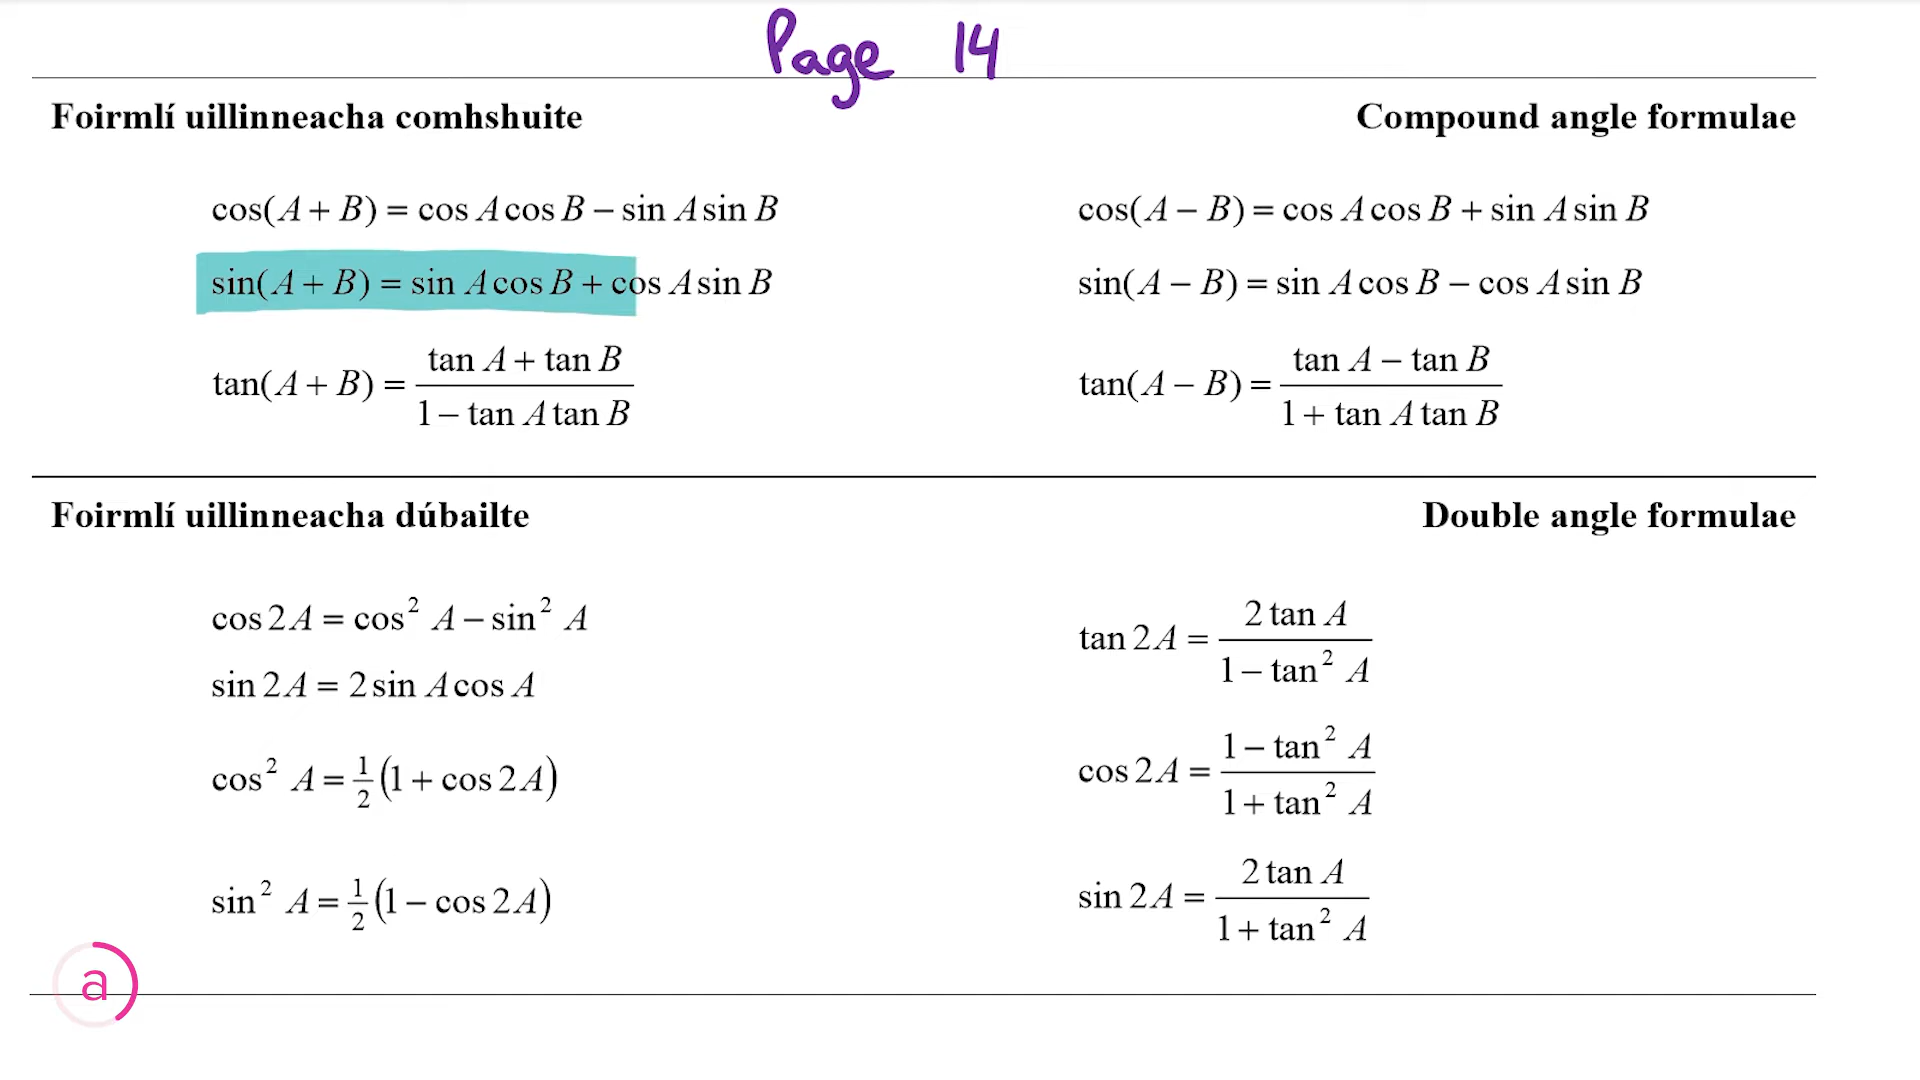 Page 14
Foirmlí uillinneacha comhshuite
Compound angle formulae
cos(A + B) = cos A cos B − sin A sin B
cos(A − B) = cos A cos B + sin A sin B
sin(A + B) = sin A cos B + cos A sin B
sin(A − B) = sin A cos B − cos A sin B
tan(A + B) = (tan A + tan B) / (1 − tan A tan B)
tan(A − B) = (tan A − tan B) / (1 + tan A tan B)
Foirmlí uillinneacha dúbailte
Double angle formulae
cos 2A = cos² A − sin² A
tan 2A = (2 tan A) / (1 − tan² A)
sin 2A = 2 sin A cos A
cos² A = ½(1 + cos 2A)
cos 2A = (1 − tan² A) / (1 + tan² A)
sin² A = ½(1 − cos 2A)
sin 2A = (2 tan A) / (1 + tan² A)
a